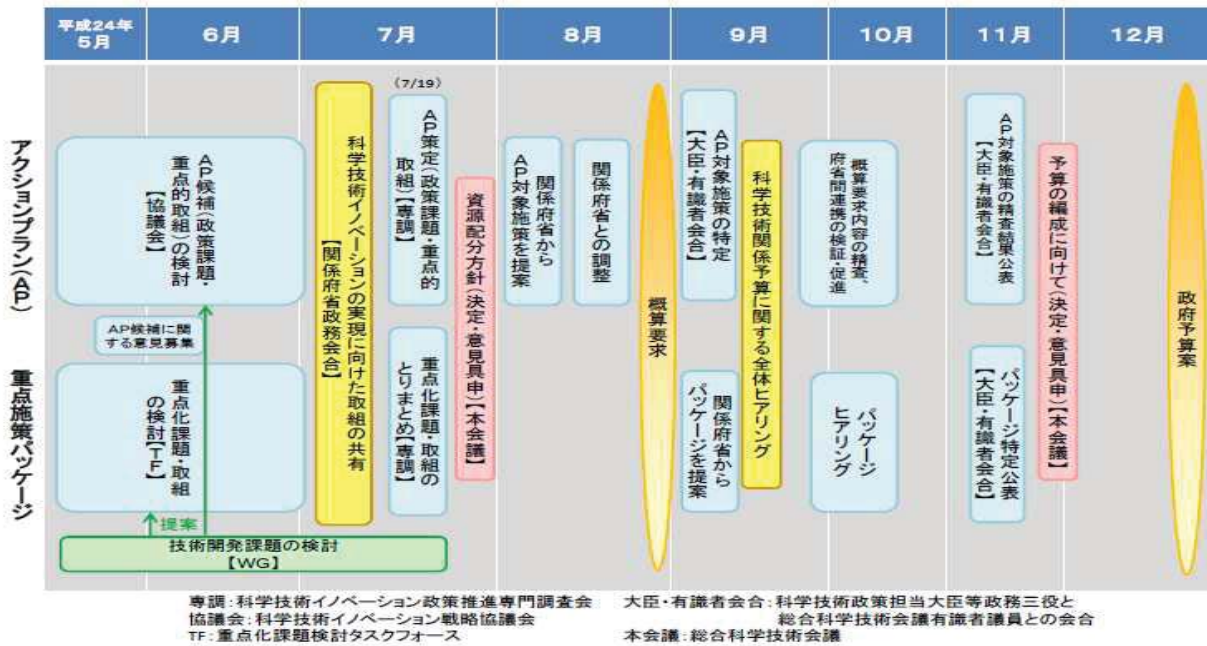 平成24年
5月
6月
7月
8月
9月
10月
11月
12月
アクションプラン(AP)
重点施策パッケージ
AP候補(政策課題・
重点的取組)の検討
【協議会】
AP候補に関
する意見募集
重点化課題・取組
の検討【TF】
提案
技術開発課題の検討
【WG】
科学技術イノベーションの実現に向けた取組の共有
【関係府省政務会合】
(7/19)
AP策定(政策課題・重点的
取組)【専調】
重点化課題・取組の
とりまとめ【専調】
資源配分方針(決定・意見具申)【本会議】
関係府省から
AP対象施策を提案
関係府省との調整
概算要求
AP対象施策の特定
【大臣・有識者会合】
関係府省から
パッケージを提案
科学技術関係予算に関する全体ヒアリング
概算要求内容の精査、
府省間連携の検証・促進
パッケージ
ヒアリング
AP対象施策の精査結果公表
【大臣・有識者会合】
パッケージ特定公表
【大臣・有識者会合】
予算の編成に向けて(決定・意見具申)【本会議】
政府予算案
専調:科学技術イノベーション政策推進専門調査会
協議会:科学技術イノベーション戦略協議会
TF:重点化課題検討タスクフォース
大臣・有識者会合:科学技術政策担当大臣等政務三役と
総合科学技術会議有識者議員との会合
本会議:総合科学技術会議